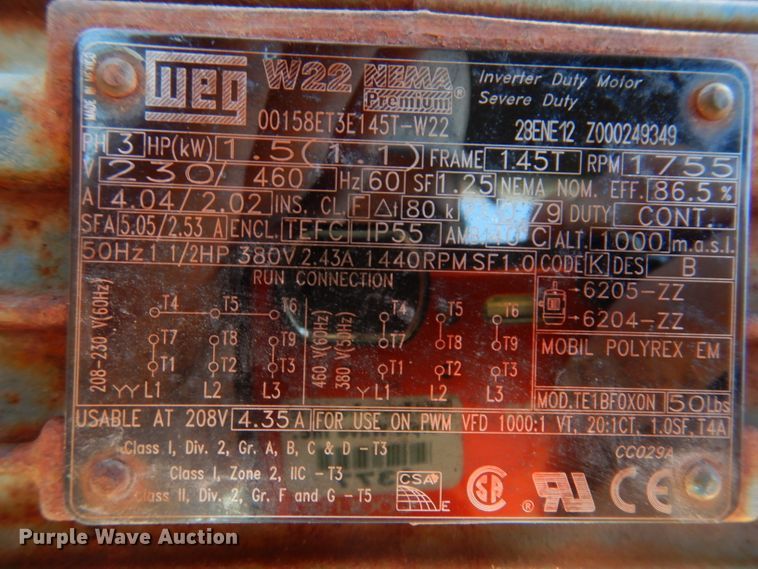 MADE IN MEXICO
WEG W22 NEMA Premium® Inverter Duty Motor
Severe Duty
00158ET3E145T-W22 28ENE12 Z000249349
PH 3 HP(kW) 1.5(1.1) FRAME 145T RPM 1755
V 230/460 Hz 60 SF 1.25 NEMA NOM. EFF. 86.5%
A 4.04/2.02 INS. CL. F Δt 80 k 0.79 DUTY CONT.
SFA 5.05/2.53 A ENCL. TEFC IP55 AMB 40°C ALT. 1000 m.a.s.l.
50Hz 1 1/2HP 380V 2.43A 1440RPM SF1.0 CODE K DES B
RUN CONNECTION
208-230 V(60Hz)
T4 T5 T6
T7 T8 T9
T1 T2 T3
YY L1 L2 L3
460 V(60Hz)
380 V(50Hz)
T4 T5 T6
T7 T8 T9
T1 T2 T3
Y L1 L2 L3
6205-ZZ
6204-ZZ
MOBIL POLYREX EM
MOD.TE1BF0X0N 50Lbs
USABLE AT 208V 4.35 A FOR USE ON PWM VFD 1000:1 VT, 20:1CT, 1.0SF, T4A
Class I, Div. 2, Gr. A, B, C & D - T3
Class I, Zone 2, IIC - T3
Class II, Div. 2, Gr. F and G - T5
CC029A
CSA E SA RU C E
Purple Wave Auction